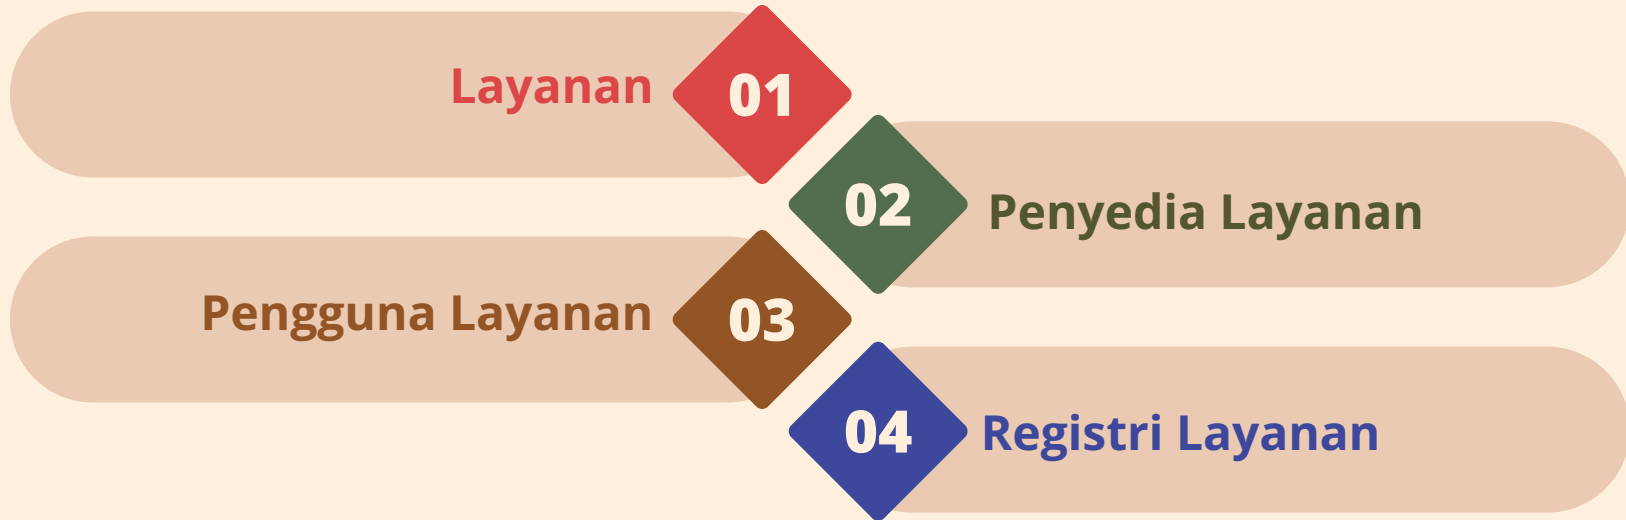 Layanan 01
02 Penyedia Layanan
Pengguna Layanan 03
04 Registri Layanan